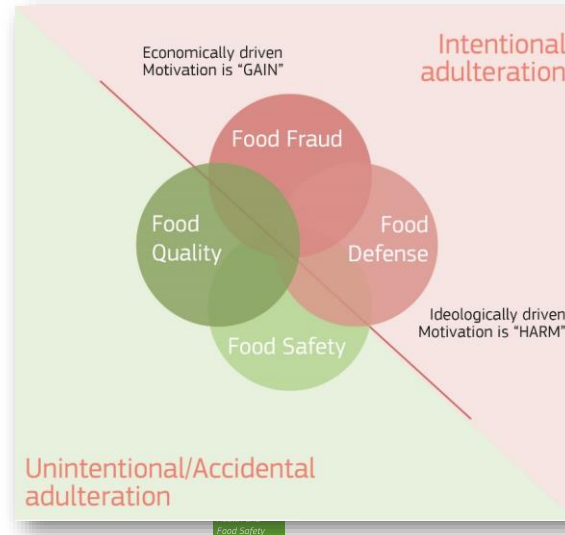 Economically driven
Motivation is “GAIN”
Intentional
adulteration
Food Fraud
Food
Quality
Food
Defense
Ideologically driven
Motivation is “HARM”
Food Safety
Unintentional/Accidental
adulteration
Food Safety